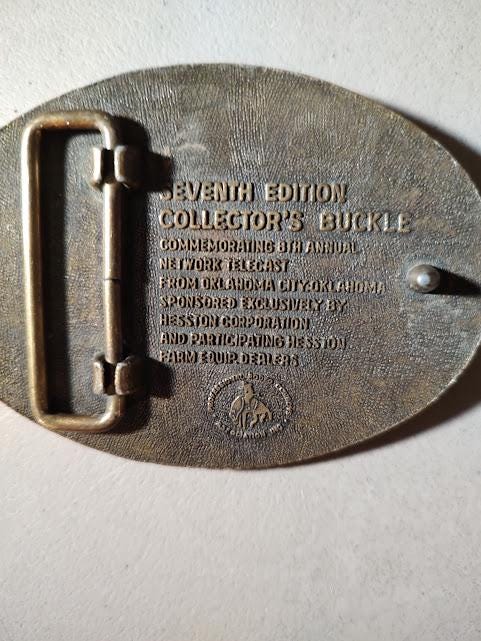 SEVENTH EDITION
COLLECTOR'S BUCKLE
COMMEMORATING 8TH ANNUAL
NETWORK TELECAST
FROM OKLAHOMA CITY, OKLAHOMA
SPONSORED EXCLUSIVELY BY
HESSTON CORPORATION
AND PARTICIPATING HESSTON
FARM EQUIP. DEALERS